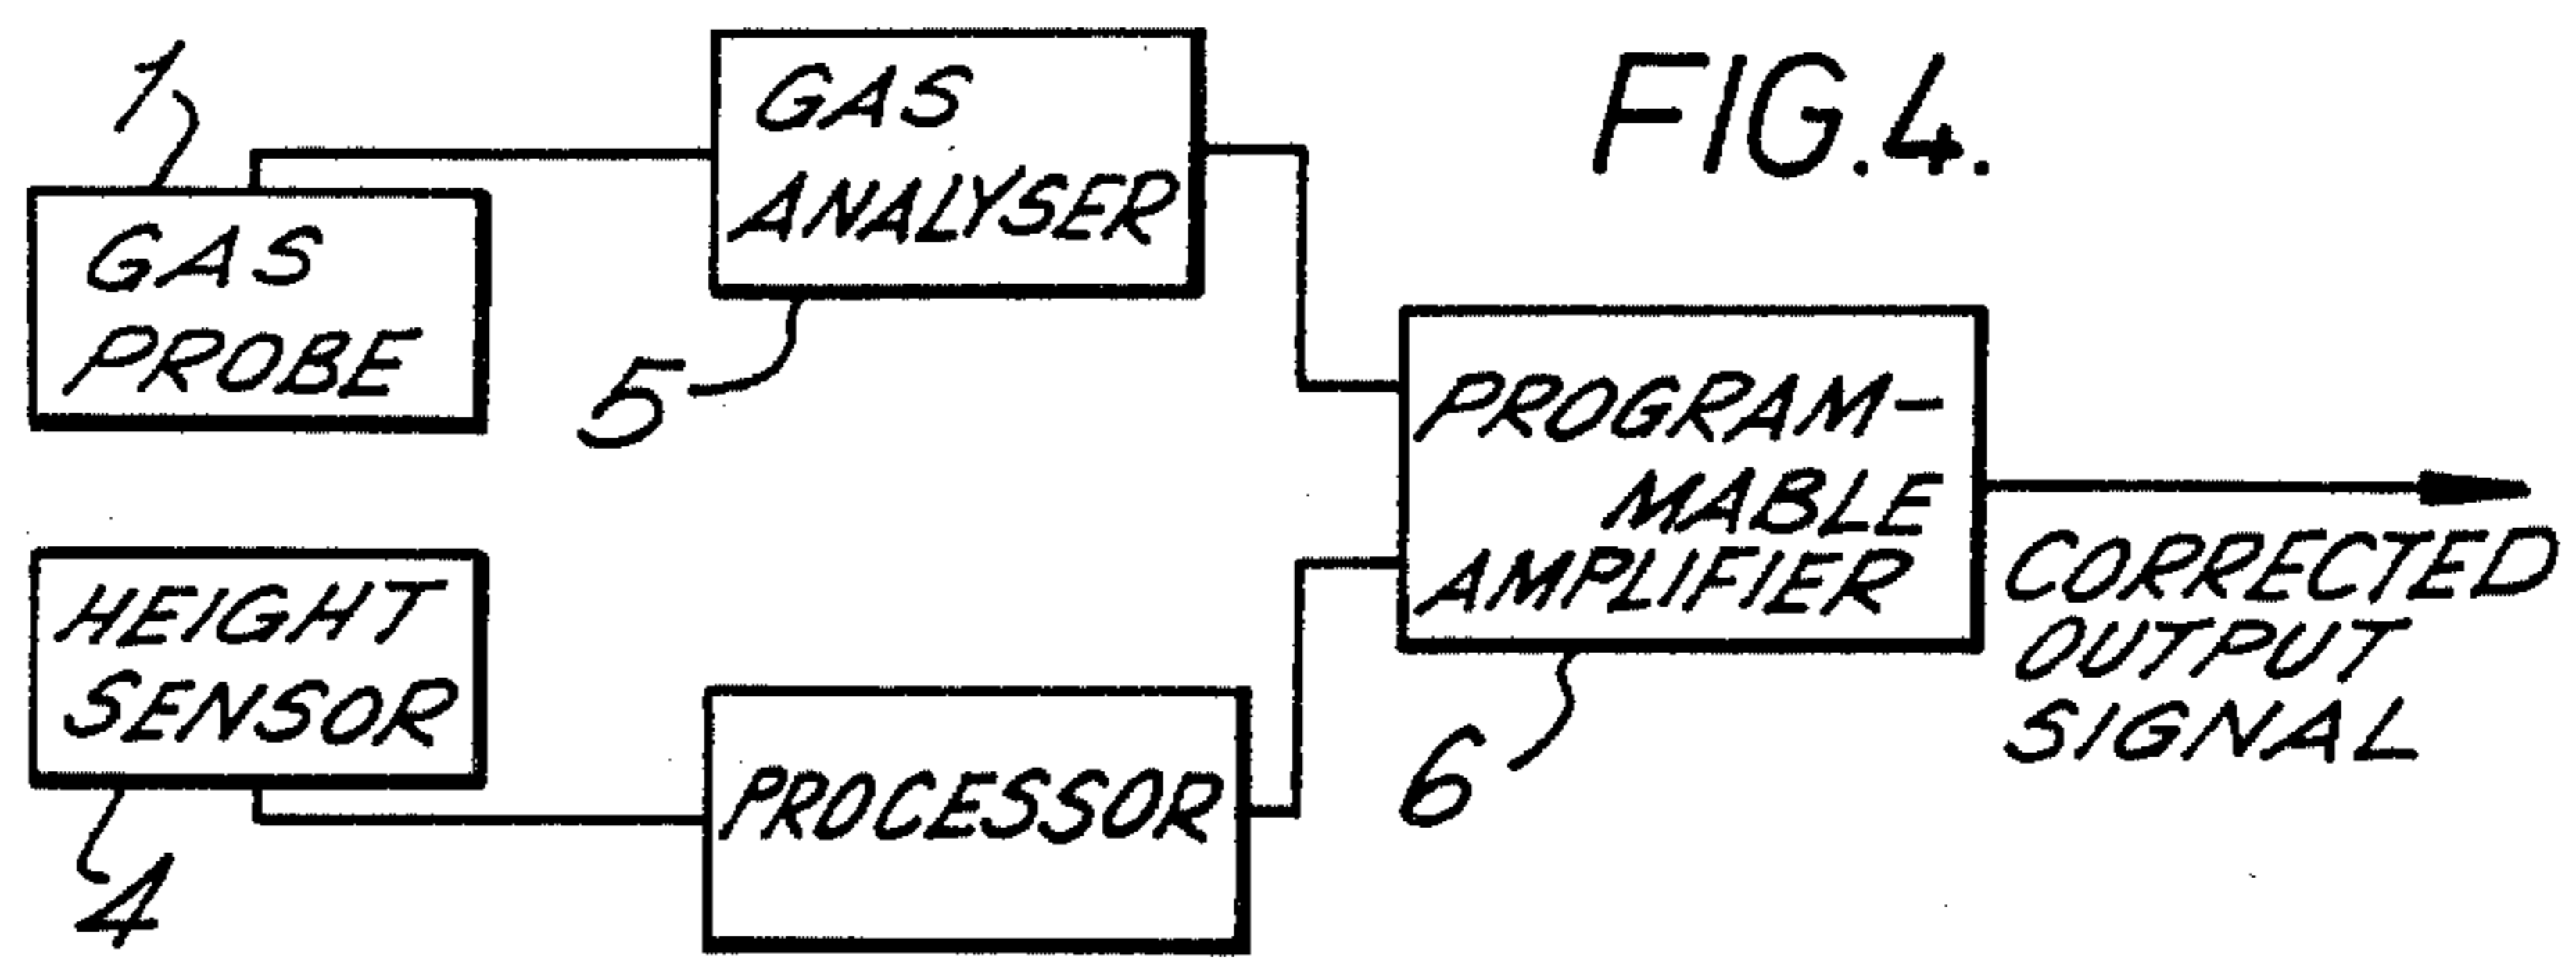 FIG.4.
1
GAS
PROBE
GAS
ANALYSER
5
HEIGHT
SENSOR
4
PROCESSOR
PROGRAM-
MABLE
AMPLIFIER
6
CORRECTED
OUTPUT
SIGNAL